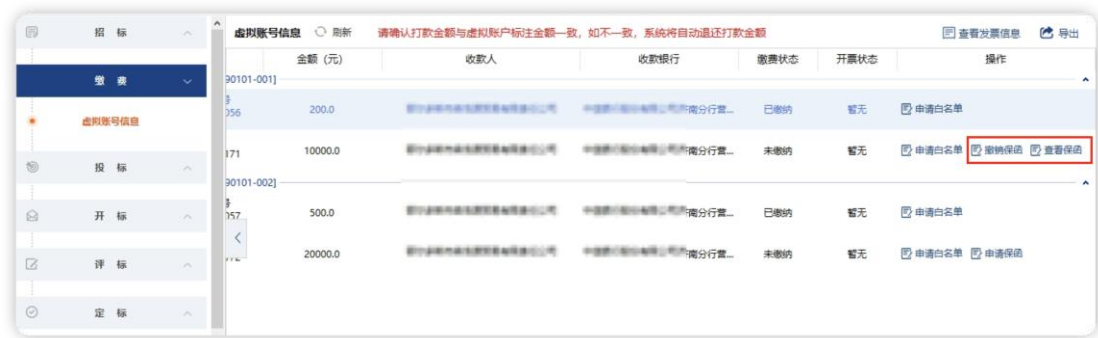 招 标
缴 费
虚拟账号信息
投 标
开 标
评 标
定 标
虚拟账号信息 刷新 请确认打款金额与虚拟账户标注金额一致，如不一致，系统将自动退还打款金额 查看发票信息 导出
金额（元） 收款人 收款银行 缴费状态 开票状态 操作
90101-001]
号
056 200.0 南分行营... 已缴纳 暂无 申请白名单
171 10000.0 南分行营... 未缴纳 暂无 申请白名单 撤销保函 查看保函
90101-002]
号
057 500.0 南分行营... 已缴纳 暂无 申请白名单
20000.0 南分行营... 未缴纳 暂无 申请白名单 申请保函